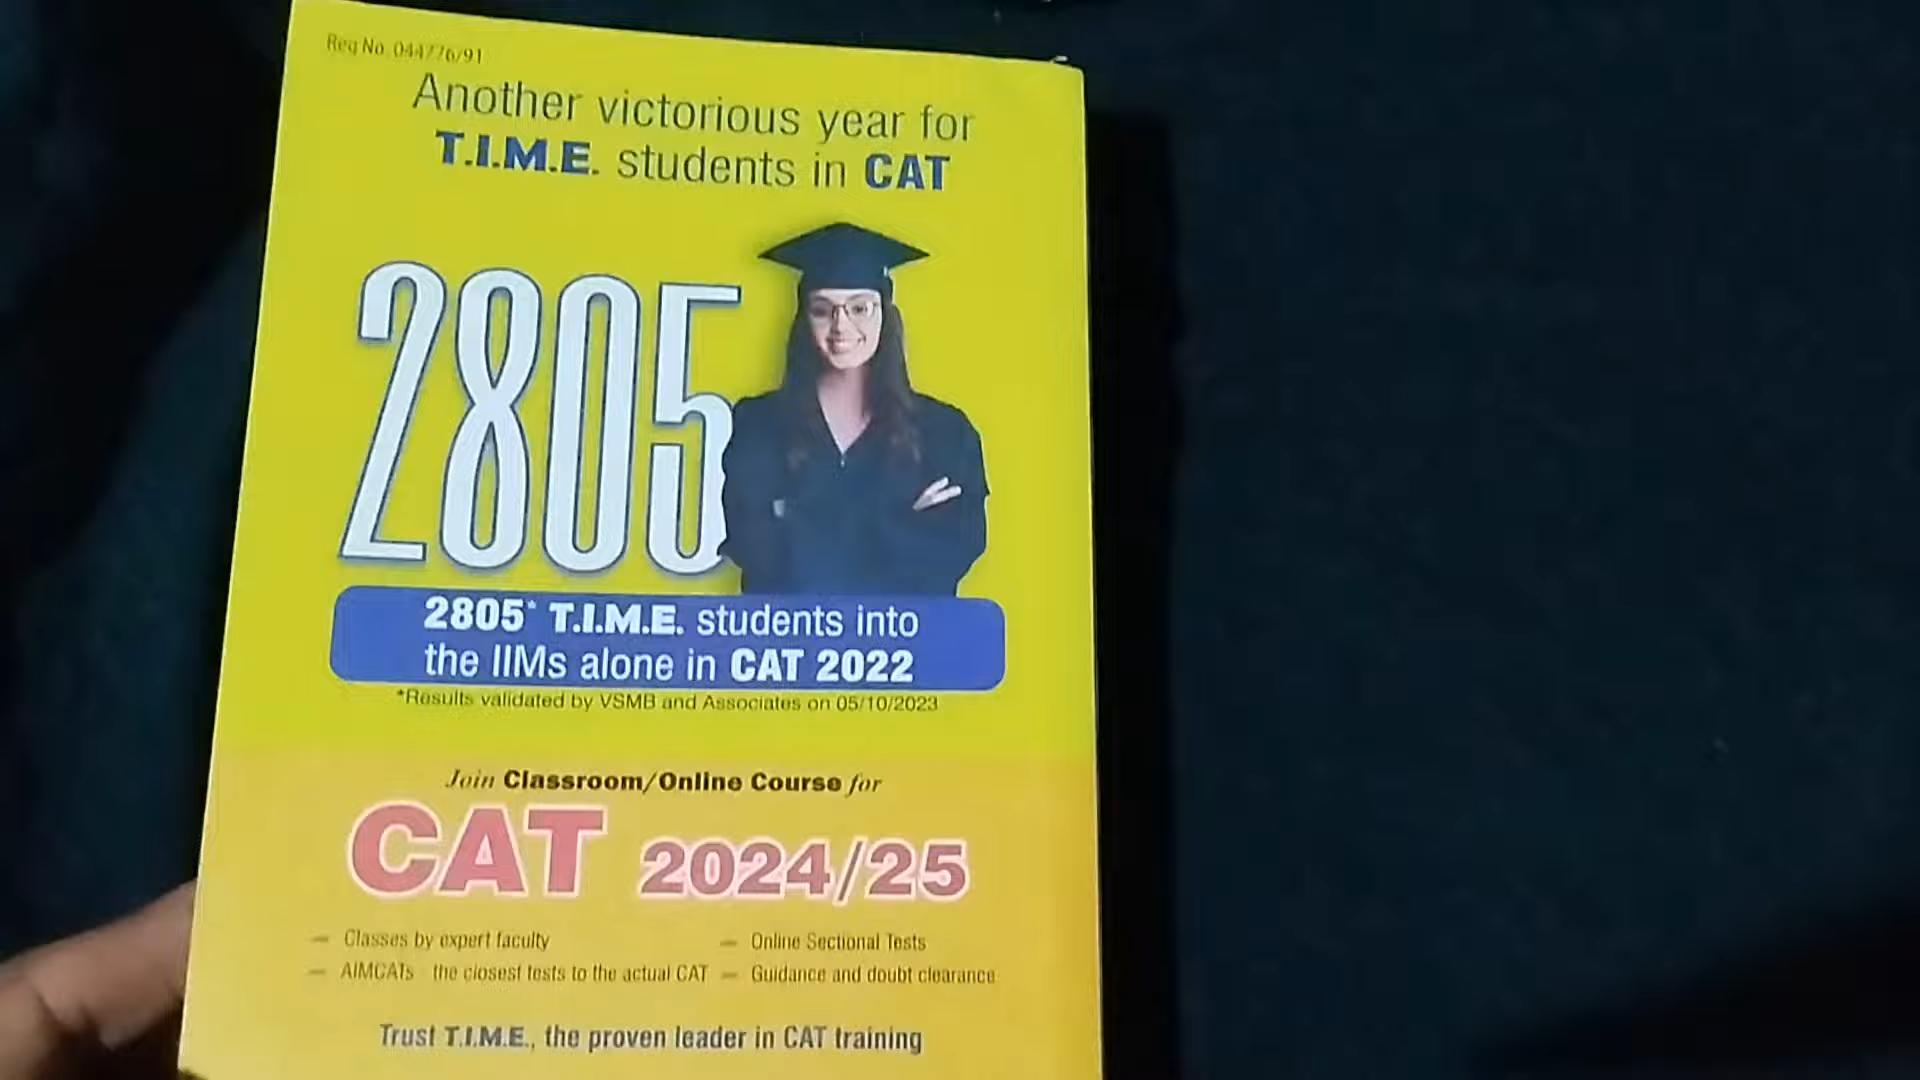 Reg No. 044776/91
Another victorious year for
T.I.M.E. students in CAT
2805
2805* T.I.M.E. students into
the IIMs alone in CAT 2022
*Results validated by VSMB and Associates on 05/10/2023
Join Classroom/Online Course for
CAT 2024/25
— Classes by expert faculty
— AIMCATs the closest tests to the actual CAT
— Online Sectional Tests
— Guidance and doubt clearance
Trust T.I.M.E., the proven leader in CAT training